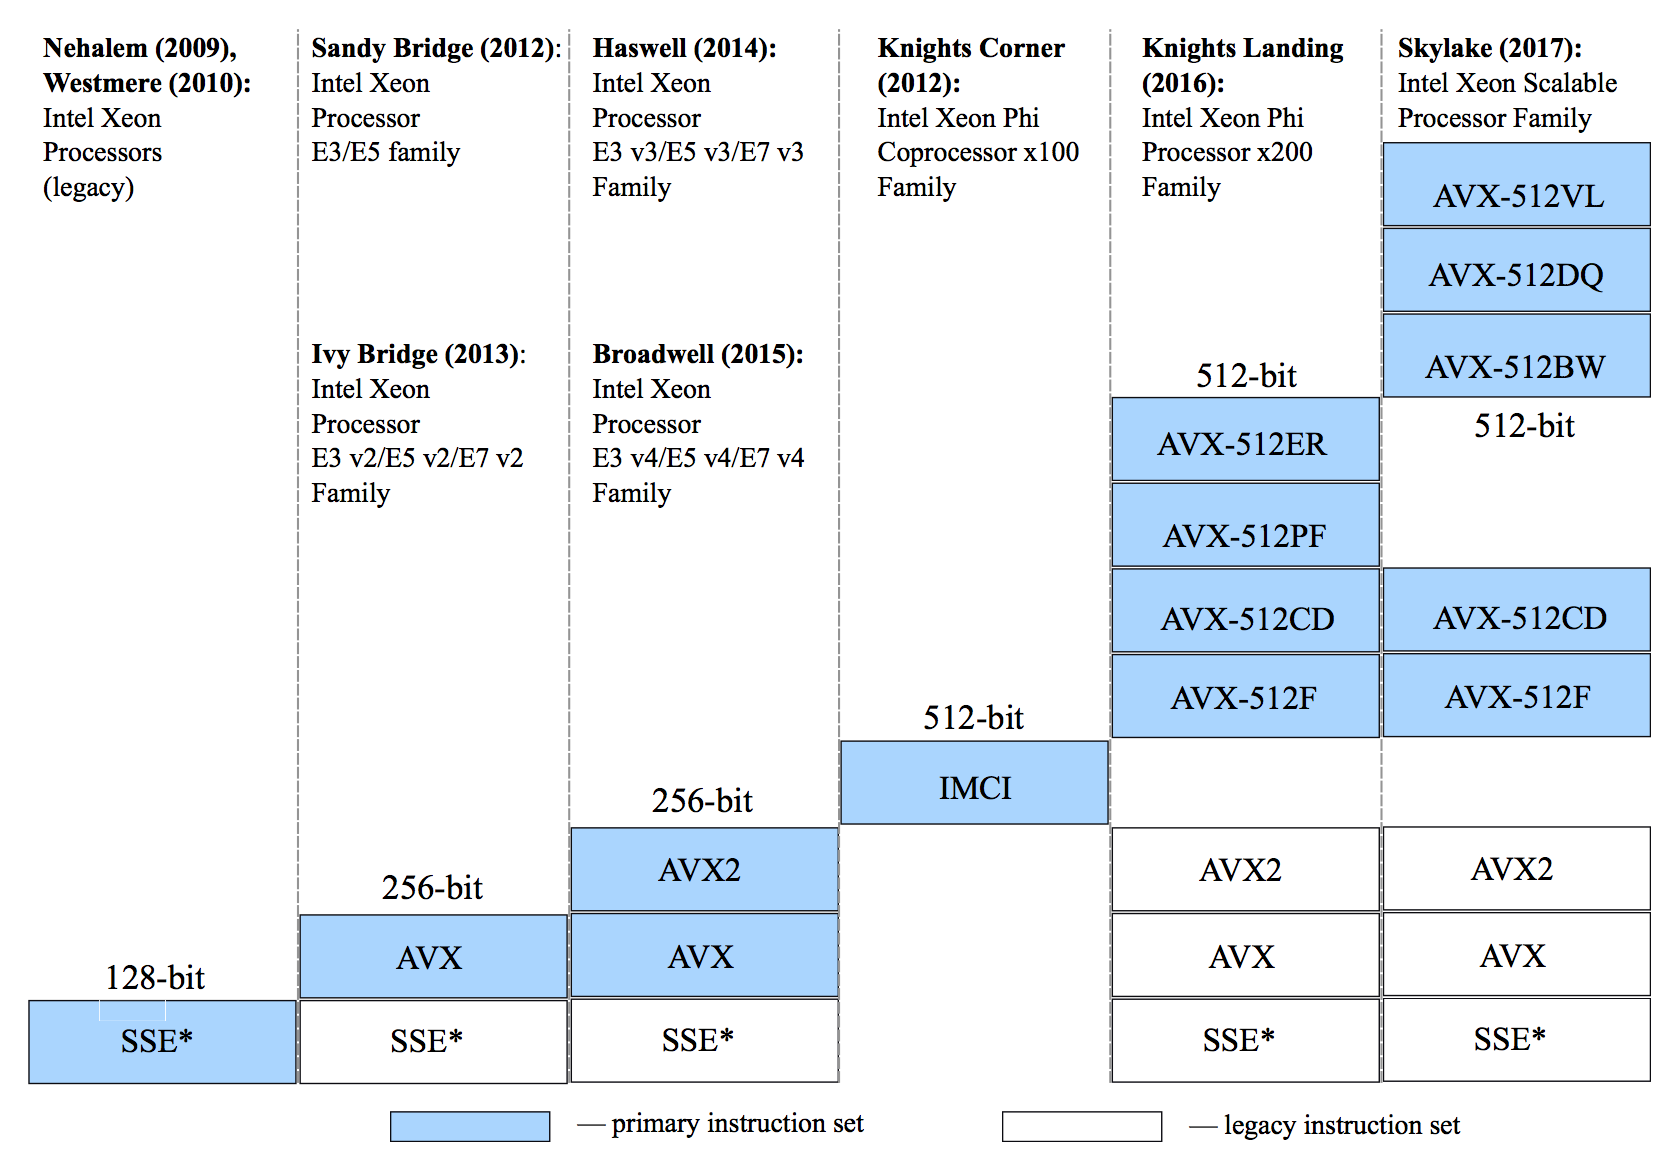 Nehalem (2009),
Westmere (2010):
Intel Xeon
Processors
(legacy)
Sandy Bridge (2012):
Intel Xeon
Processor
E3/E5 family
Ivy Bridge (2013):
Intel Xeon
Processor
E3 v2/E5 v2/E7 v2
Family
Haswell (2014):
Intel Xeon
Processor
E3 v3/E5 v3/E7 v3
Family
Broadwell (2015):
Intel Xeon
Processor
E3 v4/E5 v4/E7 v4
Family
Knights Corner
(2012):
Intel Xeon Phi
Coprocessor x100
Family
Knights Landing
(2016):
Intel Xeon Phi
Processor x200
Family
Skylake (2017):
Intel Xeon Scalable
Processor Family
128-bit
SSE*
256-bit
AVX
SSE*
256-bit
AVX2
AVX
SSE*
512-bit
IMCI
512-bit
AVX-512ER
AVX-512PF
AVX-512CD
AVX-512F
AVX2
AVX
SSE*
AVX-512VL
AVX-512DQ
AVX-512BW
512-bit
AVX-512CD
AVX-512F
AVX2
AVX
SSE*
— primary instruction set
— legacy instruction set